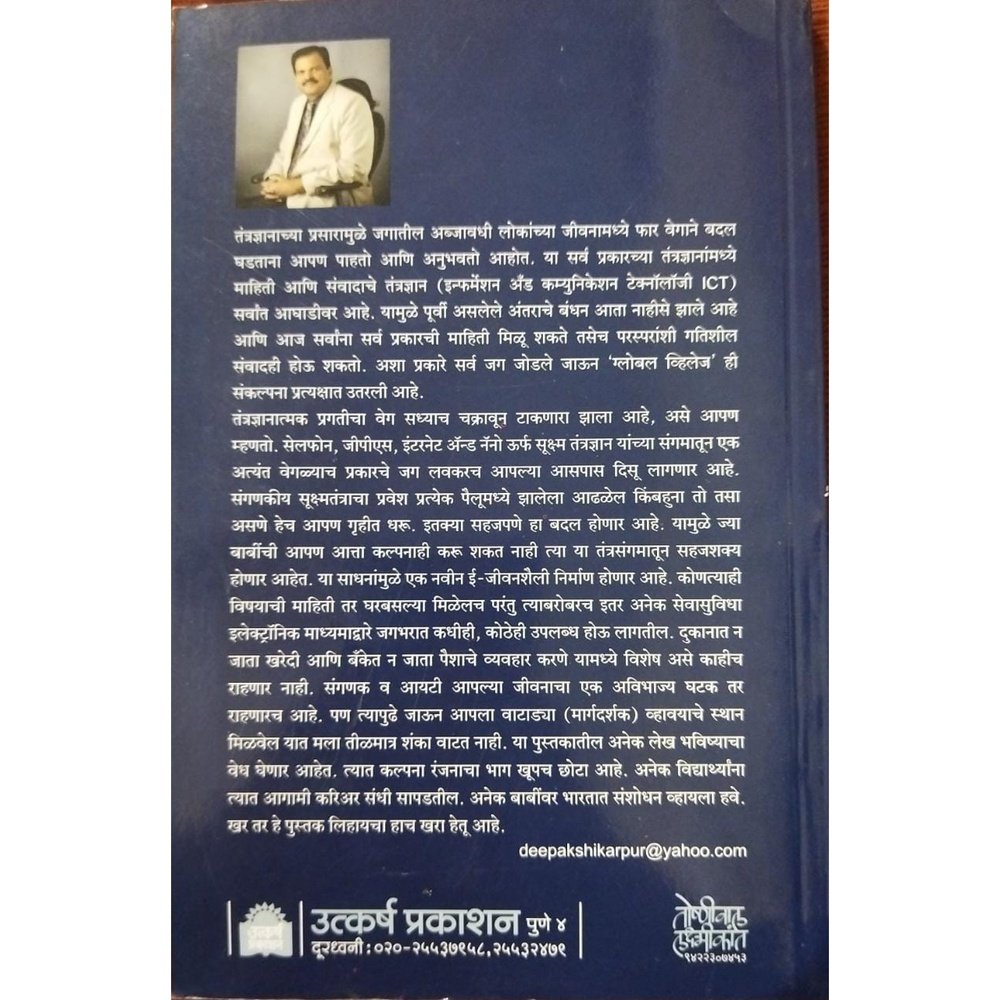 तंत्रज्ञानाच्या प्रसारामुळे जगातील अब्जावधी लोकांच्या जीवनामध्ये फार वेगाने बदल
घडताना आपण पाहतो आणि अनुभवतो आहोत. या सर्व प्रकारच्या तंत्रज्ञानांमध्ये
माहिती आणि संवादाचे तंत्रज्ञान (इन्फर्मेशन अँड कम्युनिकेशन टेक्नॉलॉजी ICT)
सर्वांत आघाडीवर आहे. यामुळे पूर्वी असलेले अंतराचे बंधन आता नाहीसे झाले आहे
आणि आज सर्वांना सर्व प्रकारची माहिती मिळू शकते तसेच परस्परांशी गतिशील
संवादही होऊ शकतो. अशा प्रकारे सर्व जग जोडले जाऊन ‘ग्लोबल व्हिलेज’ ही
संकल्पना प्रत्यक्षात उतरली आहे.
तंत्रज्ञानात्मक प्रगतीचा वेग सध्याच चक्रावून टाकणारा झाला आहे, असे आपण
म्हणतो. सेलफोन, जीपीएस, इंटरनेट ॲन्ड नॅनो ऊर्फ सूक्ष्म तंत्रज्ञान यांच्या संगमातून एक
अत्यंत वेगळ्याच प्रकारचे जग लवकरच आपल्या आसपास दिसू लागणार आहे.
संगणकीय सूक्ष्मतंत्राचा प्रवेश प्रत्येक पैलूमध्ये झालेला आढळेल किंबहुना तो तसा
असणे हेच आपण गृहीत धरू. इतक्या सहजपणे हा बदल होणार आहे. यामुळे ज्या
बाबींची आपण आत्ता कल्पनाही करू शकत नाही त्या या तंत्रसंगमातून सहजशक्य
होणार आहेत. या साधनांमुळे एक नवीन ई-जीवनशैली निर्माण होणार आहे. कोणत्याही
विषयाची माहिती तर घरबसल्या मिळेलच परंतु त्याबरोबरच इतर अनेक सेवासुविधा
इलेक्ट्रॉनिक माध्यमाद्वारे जगभरात कधीही, कोठेही उपलब्ध होऊ लागतील. दुकानात न
जाता खरेदी आणि बँकेत न जाता पैशाचे व्यवहार करणे यामध्ये विशेष असे काहीच
राहणार नाही. संगणक व आयटी आपल्या जीवनाचा एक अविभाज्य घटक तर
राहणारच आहे. पण त्यापुढे जाऊन आपला वाटाड्या (मार्गदर्शक) व्हावयाचे स्थान
मिळवेल यात मला तीळमात्र शंका वाटत नाही. या पुस्तकातील अनेक लेख भविष्याचा
वेध घेणार आहेत. त्यात कल्पना रंजनाचा भाग खूपच छोटा आहे. अनेक विद्यार्थ्यांना
त्यात आगामी करिअर संधी सापडतील. अनेक बाबींवर भारतात संशोधन व्हायला हवे.
खर तर हे पुस्तक लिहायचा हाच खरा हेतू आहे.
deepakshikarpur@yahoo.com
उत्कर्ष
प्रकाशन
उत्कर्ष प्रकाशन पुणे ४
दूरध्वनी : ०२०-२५५३७९५८, २५५३२४७९
तोष्णीवाल
लक्ष्मीकांत
९४२२३०७४५३